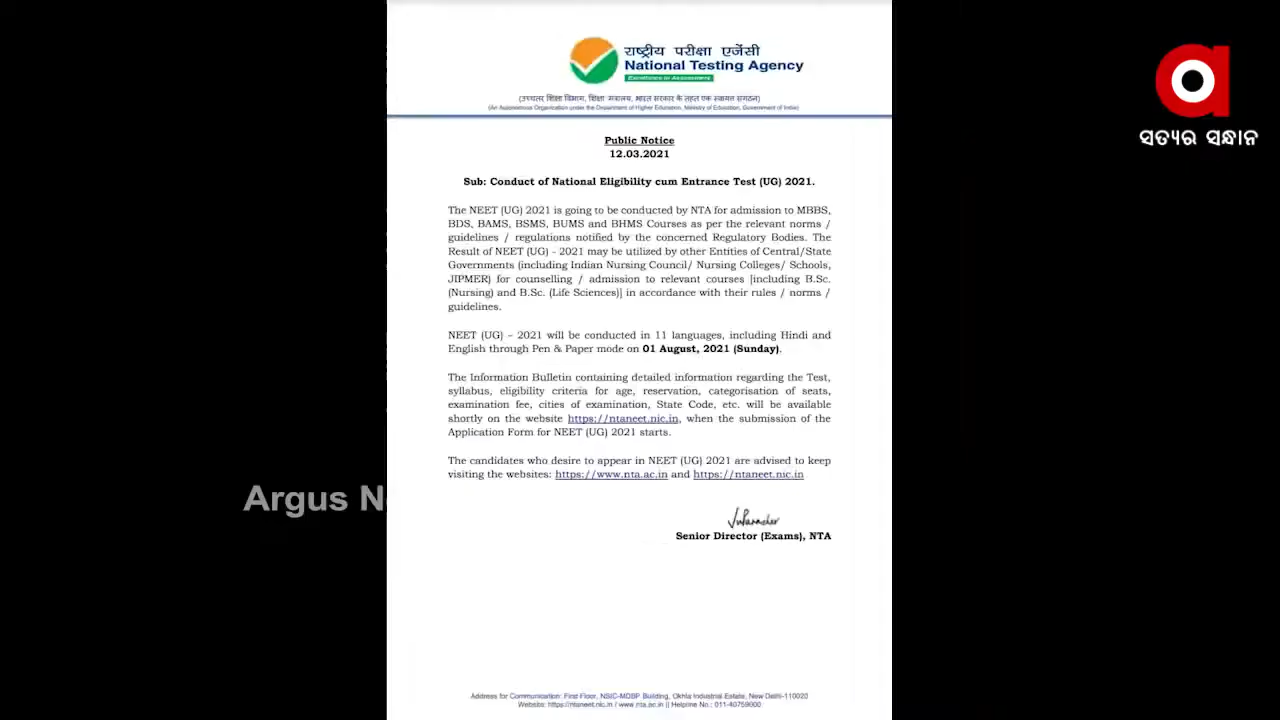 राष्ट्रीय परीक्षा एजेंसी
National Testing Agency
Excellence in Assessment
(उच्चतर शिक्षा विभाग, शिक्षा मंत्रालय, भारत सरकार के तहत एक स्वायत्त संगठन)
(An Autonomous Organization under the Department of Higher Education, Ministry of Education, Government of India)
ସତ୍ୟର ସନ୍ଧାନ
Public Notice
12.03.2021
Sub: Conduct of National Eligibility cum Entrance Test (UG) 2021.
The NEET (UG) 2021 is going to be conducted by NTA for admission to MBBS,
BDS, BAMS, BSMS, BUMS and BHMS Courses as per the relevant norms /
guidelines / regulations notified by the concerned Regulatory Bodies. The
Result of NEET (UG) - 2021 may be utilized by other Entities of Central/State
Governments (including Indian Nursing Council/ Nursing Colleges/ Schools,
JIPMER) for counselling / admission to relevant courses [including B.Sc.
(Nursing) and B.Sc. (Life Sciences)] in accordance with their rules / norms /
guidelines.
NEET (UG) – 2021 will be conducted in 11 languages, including Hindi and
English through Pen & Paper mode on 01 August, 2021 (Sunday).
The Information Bulletin containing detailed information regarding the Test,
syllabus, eligibility criteria for age, reservation, categorisation of seats,
examination fee, cities of examination, State Code, etc. will be available
shortly on the website https://ntaneet.nic.in, when the submission of the
Application Form for NEET (UG) 2021 starts.
The candidates who desire to appear in NEET (UG) 2021 are advised to keep
visiting the websites: https://www.nta.ac.in and https://ntaneet.nic.in
Argus N
Senior Director (Exams), NTA
Address for Communication: First Floor, NSIC-MDBP Building, Okhla Industrial Estate, New Delhi-110020
Website: https://ntaneet.nic.in / www.nta.ac.in || Helpline No.: 011-40759000